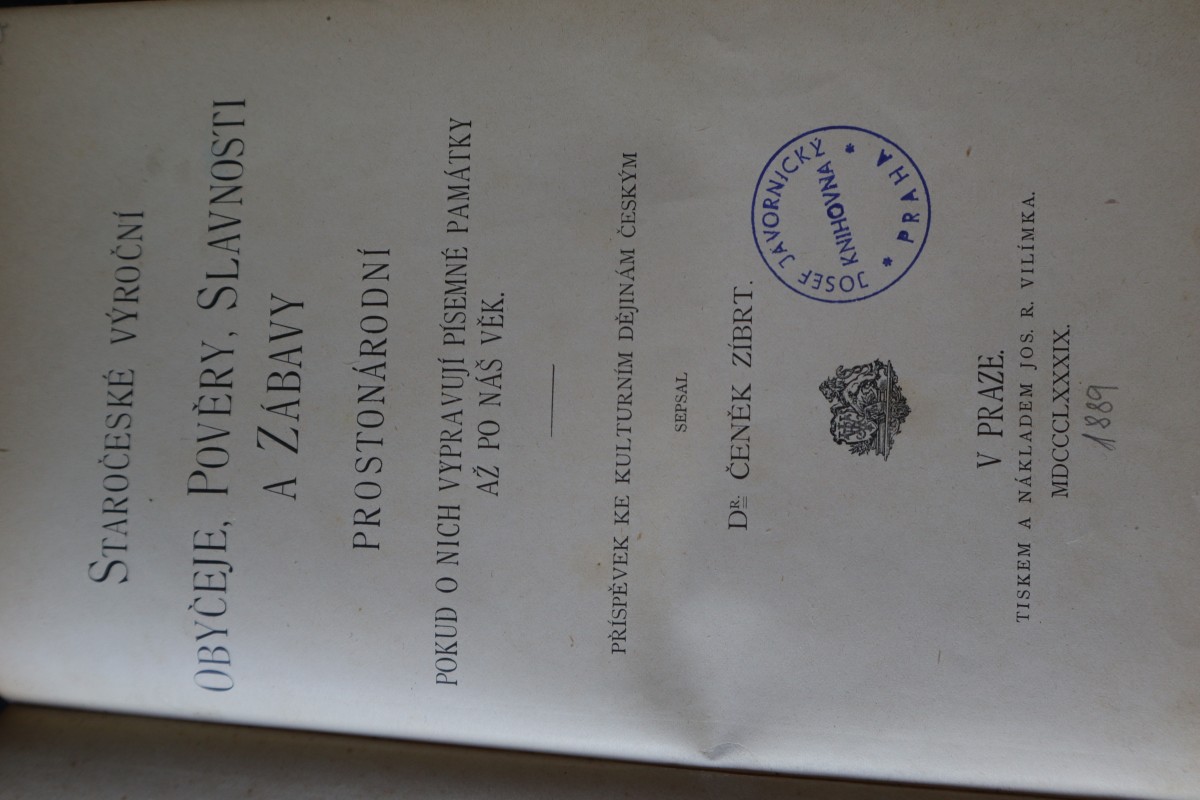 STAROČESKÉ VÝROČNÍ
OBYČEJE, POVĚRY, SLAVNOSTI
A ZÁBAVY
PROSTONÁRODNÍ
POKUD O NICH VYPRAVUJÍ PÍSEMNÉ PAMÁTKY
AŽ PO NÁŠ VĚK.
PŘÍSPĚVEK KE KULTURNÍM DĚJINÁM ČESKÝM
SEPSAL
DR. ČENĚK ZÍBRT.
JOSEF JAVORNICKÝ
KNIHOVNA
* PRAHA *
V PRAZE.
TISKEM A NÁKLADEM JOS. R. VILÍMKA.
MDCCCLXXXIX.
1889